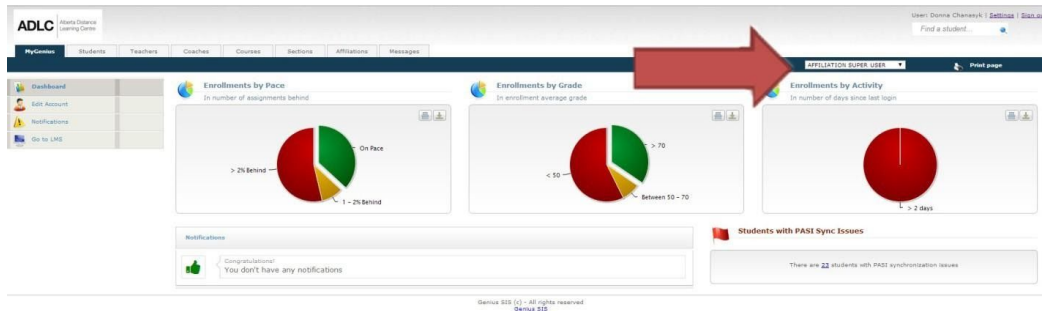 User: Donna Chanasyk | Settings | Sign ou
ADLC Alberta Distance
Learning Centre
Find a student...
MyGenius Students Teachers Coaches Courses Sections Affiliations Messages
AFFILIATION SUPER USER Print page
Dashboard
Edit Account
Notifications
Go to LMS
Enrollments by Pace
In number of assignments behind
On Pace
> 2% Behind
1 - 2% Behind
Enrollments by Grade
In enrollment average grade
> 70
< 50
Between 50 - 70
Enrollments by Activity
In number of days since last login
> 2 days
Notifications
Congratulations!
You don't have any notifications
Students with PASI Sync Issues
There are 23 students with PASI synchronization issues
Genius SIS (c) - All rights reserved
Genius SIS